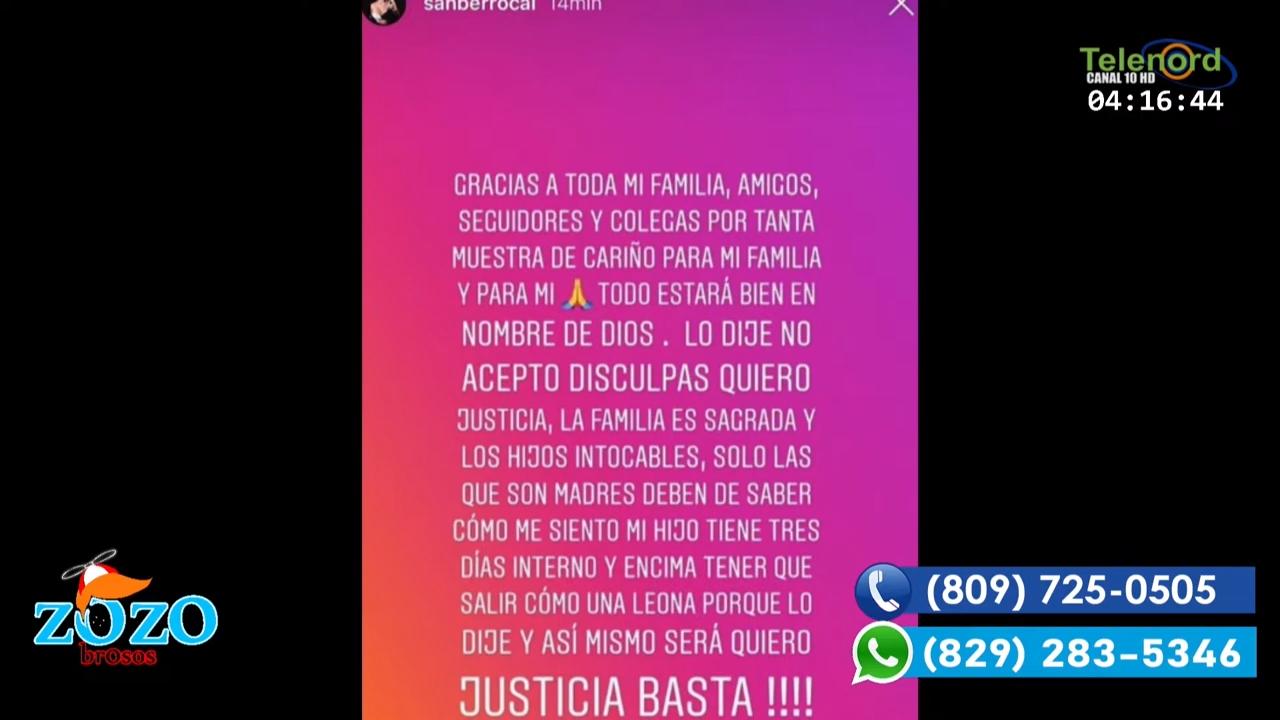 sanberrocal 14min
Telenord
CANAL 10 HD
04:16:44
GRACIAS A TODA MI FAMILIA, AMIGOS,
SEGUIDORES Y COLEGAS POR TANTA
MUESTRA DE CARIÑO PARA MI FAMILIA
Y PARA MI 🙏 TODO ESTARÁ BIEN EN
NOMBRE DE DIOS . LO DIJE NO
ACEPTO DISCULPAS QUIERO
JUSTICIA, LA FAMILIA ES SAGRADA Y
LOS HIJOS INTOCABLES, SOLO LAS
QUE SON MADRES DEBEN DE SABER
CÓMO ME SIENTO MI HIJO TIENE TRES
DÍAS INTERNO Y ENCIMA TENER QUE
SALIR CÓMO UNA LEONA PORQUE LO
DIJE Y ASÍ MISMO SERÁ QUIERO
JUSTICIA BASTA !!!!
ZOZO
brOsos
(809) 725-0505
(829) 283-5346